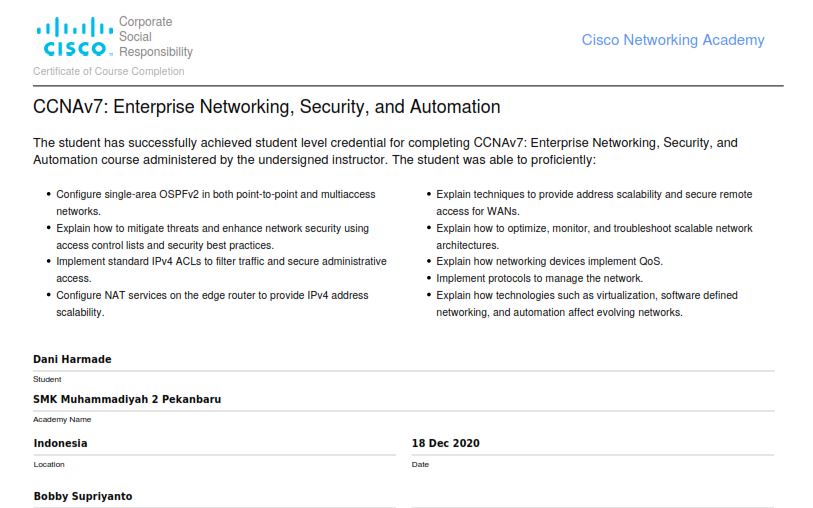 CISCO
Corporate
Social
Responsibility
Cisco Networking Academy
Certificate of Course Completion
CCNAv7: Enterprise Networking, Security, and Automation
The student has successfully achieved student level credential for completing CCNAv7: Enterprise Networking, Security, and
Automation course administered by the undersigned instructor. The student was able to proficiently:
• Configure single-area OSPFv2 in both point-to-point and multiaccess
networks.
• Explain how to mitigate threats and enhance network security using
access control lists and security best practices.
• Implement standard IPv4 ACLs to filter traffic and secure administrative
access.
• Configure NAT services on the edge router to provide IPv4 address
scalability.
• Explain techniques to provide address scalability and secure remote
access for WANs.
• Explain how to optimize, monitor, and troubleshoot scalable network
architectures.
• Explain how networking devices implement QoS.
• Implement protocols to manage the network.
• Explain how technologies such as virtualization, software defined
networking, and automation affect evolving networks.
Dani Harmade
Student
SMK Muhammadiyah 2 Pekanbaru
Academy Name
Indonesia
Location
18 Dec 2020
Date
Bobby Supriyanto